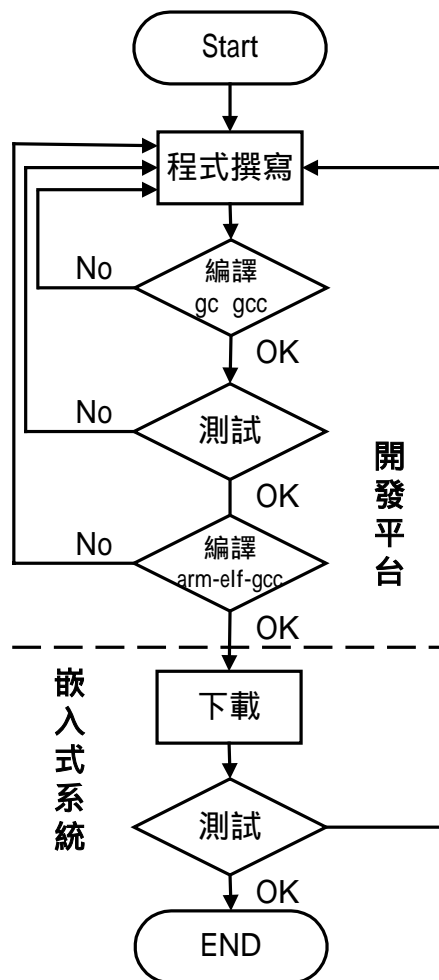 Start
程式撰寫
No
編譯
gc gcc
OK
No
測試
OK
開發平台
No
編譯
arm-elf-gcc
OK
嵌入式系統
下載
測試
OK
END